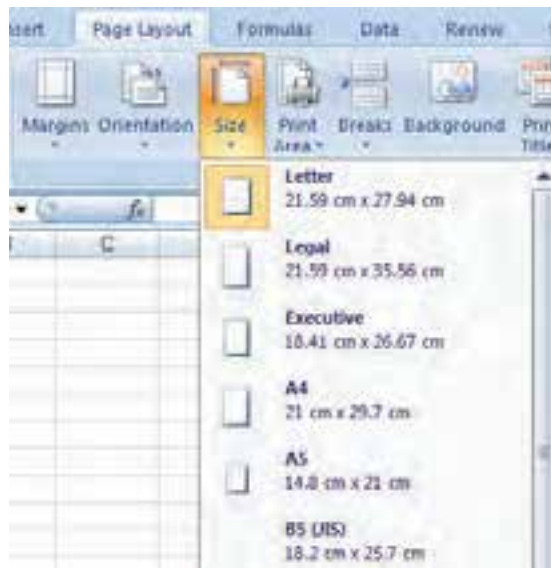 Page Layout Formulas Data Review
Margins Orientation Size Print Area Breaks Background
fx
C
Letter
21.59 cm x 27.94 cm
Legal
21.59 cm x 35.56 cm
Executive
18.41 cm x 26.67 cm
A4
21 cm x 29.7 cm
A5
14.8 cm x 21 cm
B5 (JIS)
18.2 cm x 25.7 cm